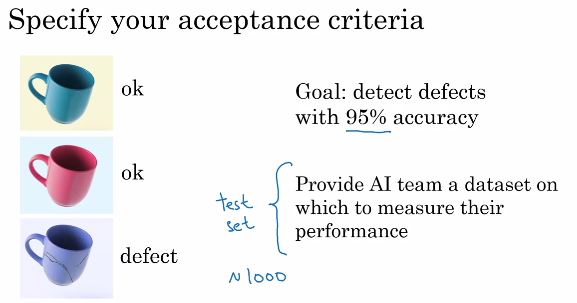 Specify your acceptance criteria
ok
Goal: detect defects
with 95% accuracy
ok
test
set
Provide AI team a dataset on
which to measure their
performance
defect
~1000